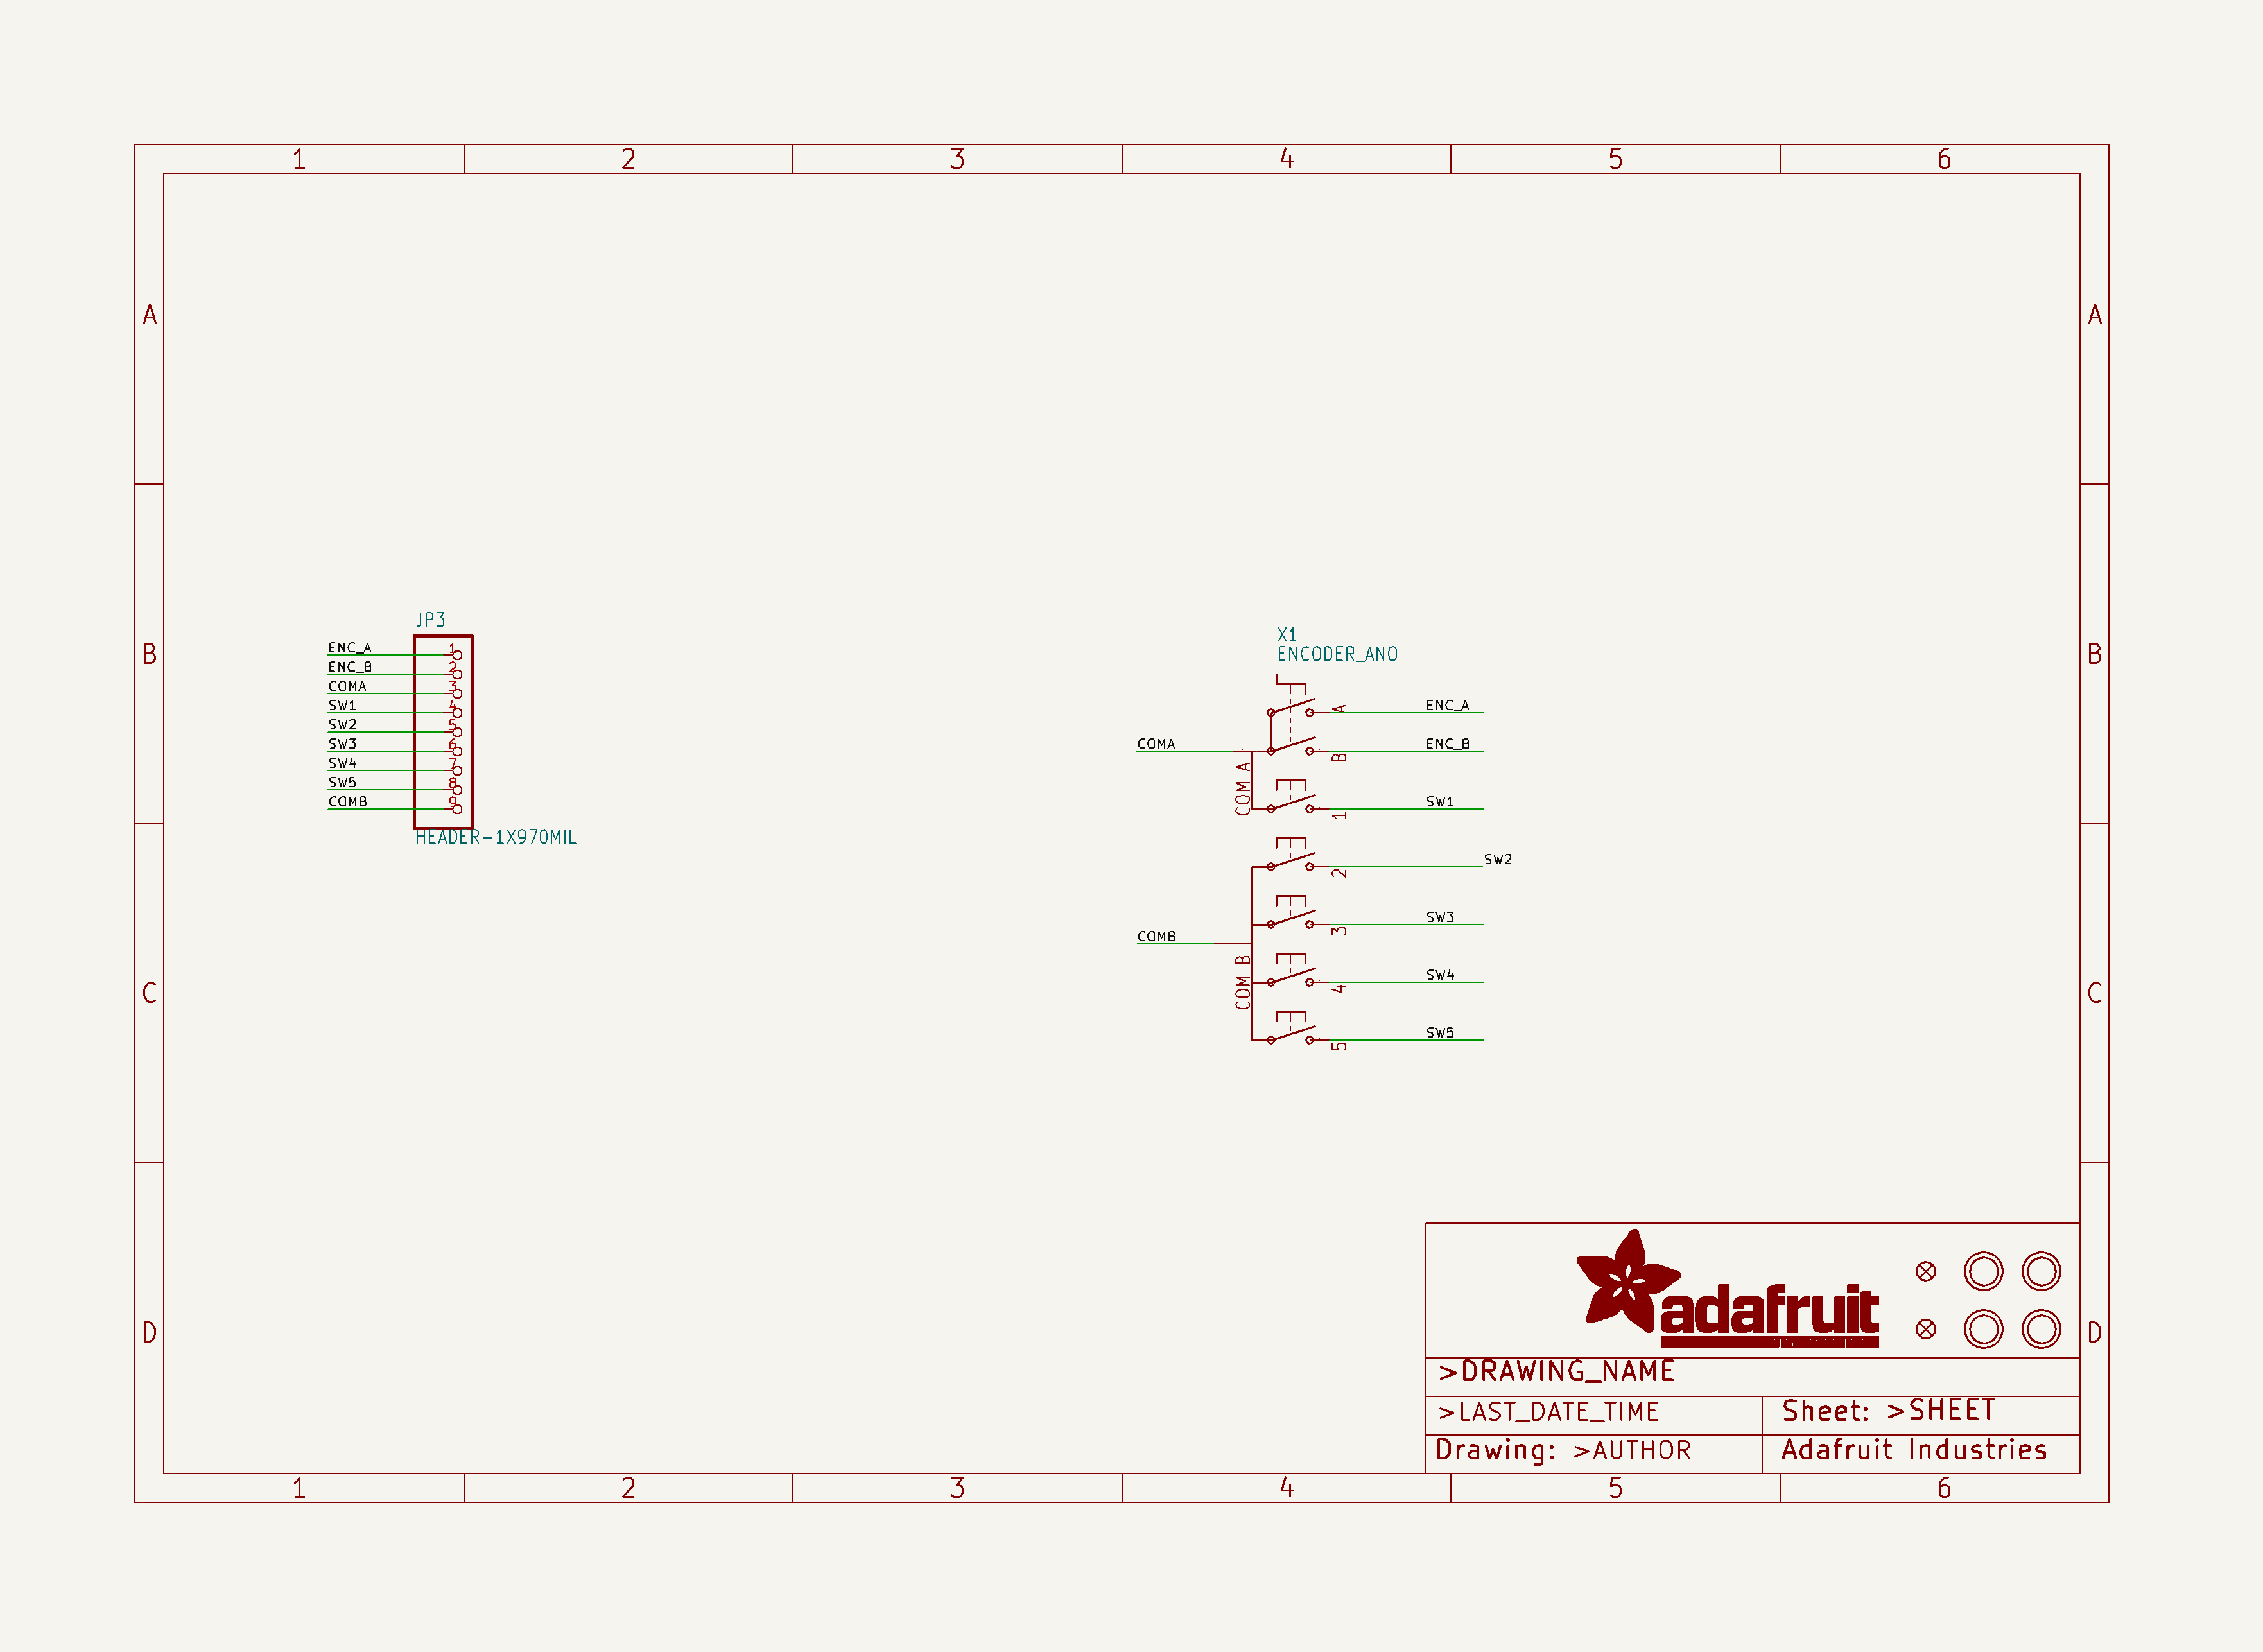 1 2 3 4 5 6
A A
B B
C C
D D
JP3
ENC_A 1
ENC_B 2
COMA 3
SW1 4
SW2 5
SW3 6
SW4 7
SW5 8
COMB 9
HEADER-1X970MIL
X1
ENCODER_ANO
A ENC_A
COMA
B ENC_B
COM A
1 SW1
2 SW2
3 SW3
COMB
COM B
4 SW4
5 SW5
adafruit
>DRAWING_NAME
>LAST_DATE_TIME
Sheet: >SHEET
Drawing: >AUTHOR
Adafruit Industries
1 2 3 4 5 6